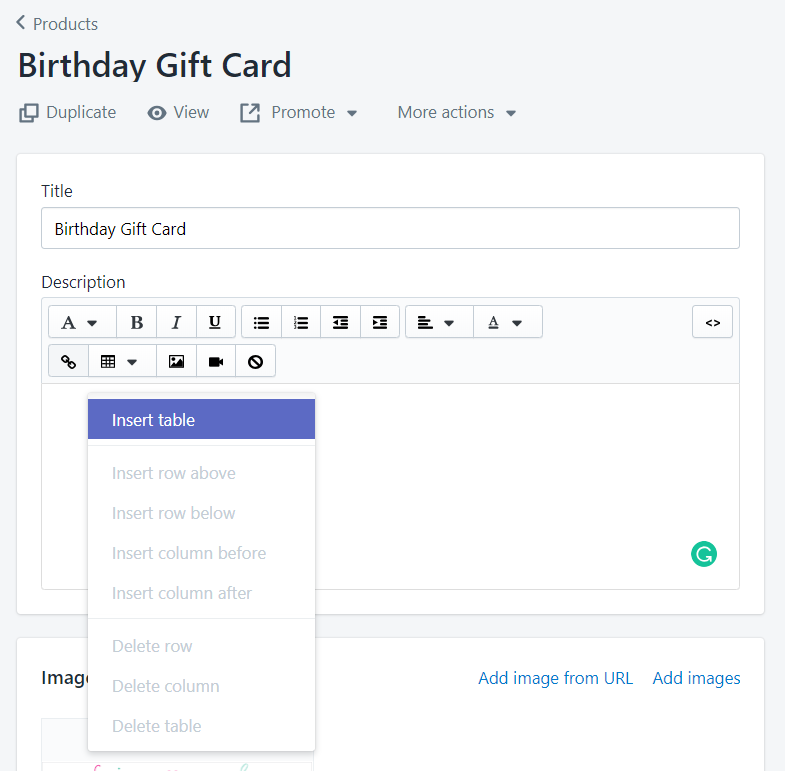 Products
Birthday Gift Card
Duplicate View Promote More actions
Title
Birthday Gift Card
Description
A B I U A <>
Insert table
Insert row above
Insert row below
Insert column before
Insert column after
Delete row
Delete column
Delete table
Add image from URL Add images